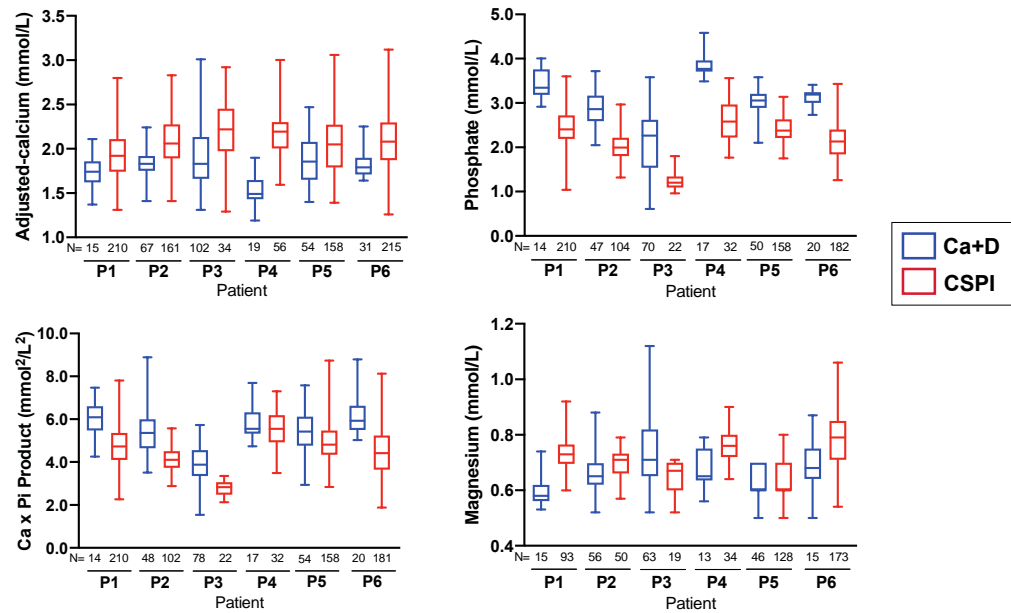 Adjusted-calcium (mmol/L)
3.5
3.0
2.5
2.0
1.5
1.0
N= 15 210 67 161 102 34 19 56 54 158 31 215
P1 P2 P3 P4 P5 P6
Patient
Phosphate (mmol/L)
5.0
4.0
3.0
2.0
1.0
0.0
N= 14 210 47 104 70 22 17 32 50 158 20 182
P1 P2 P3 P4 P5 P6
Patient
Ca+D
CSPI
Ca x Pi Product (mmol²/L²)
10.0
8.0
6.0
4.0
2.0
0.0
N= 14 210 48 102 78 22 17 32 54 158 20 181
P1 P2 P3 P4 P5 P6
Patient
Magnesium (mmol/L)
1.2
1.0
0.8
0.6
0.4
N= 15 93 56 50 63 19 13 34 46 128 15 173
P1 P2 P3 P4 P5 P6
Patient